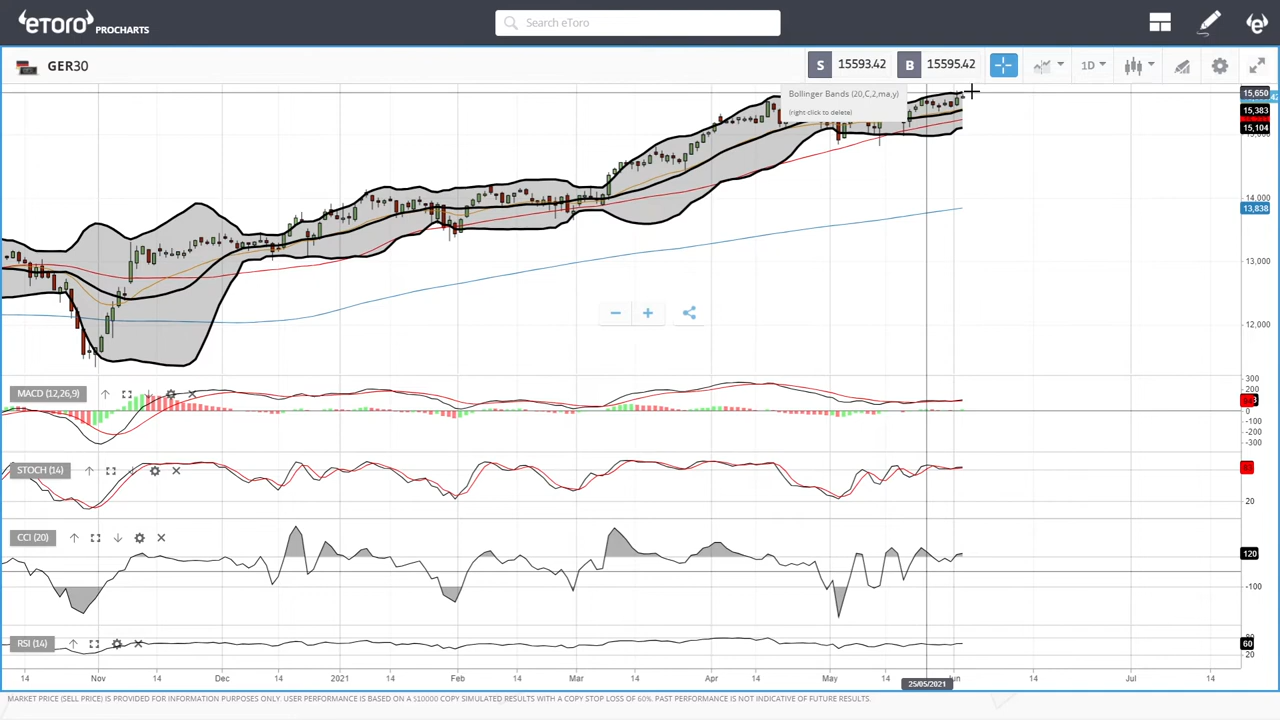 eToro PROCHARTS
Search eToro
GER30
S 15593.42 B 15595.42
1D
Bollinger Bands (20,C,2,ma,y)
(right click to delete)
15,650
15,383
15,104
14,000
13,838
13,000
12,000
MACD (12,26,9)
300
200
0
-100
-200
-300
STOCH (14)
83
20
CCI (20)
120
-100
RSI (14)
80
60
20
14 Nov 14 Dec 14 2021 14 Feb 14 Mar 14 Apr 14 May 14 Jun 14 Jul 14
25/05/2021
MARKET PRICE (SELL PRICE) IS PROVIDED FOR INFORMATION PURPOSES ONLY. USER PERFORMANCE IS BASED ON A $10000 COPY SIMULATED RESULTS WITH A COPY STOP LOSS OF 60%. PAST PERFORMANCE IS NOT INDICATIVE OF FUTURE RESULTS.